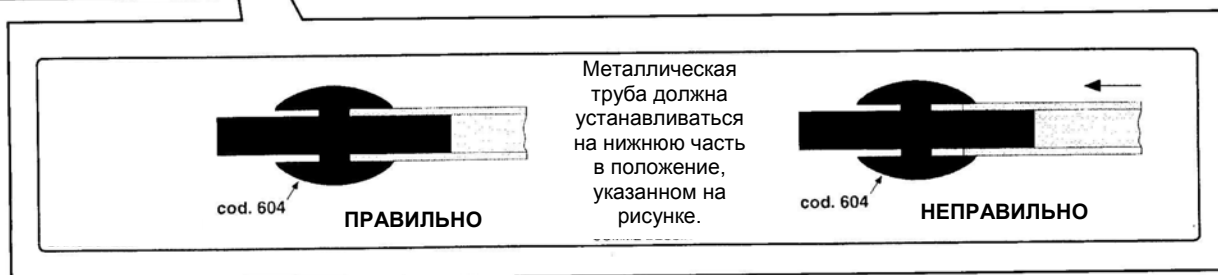 Металлическая
труба должна
устанавливаться
на нижнюю часть
в положение,
указанном на
рисунке.
cod. 604
ПРАВИЛЬНО
cod. 604
НЕПРАВИЛЬНО